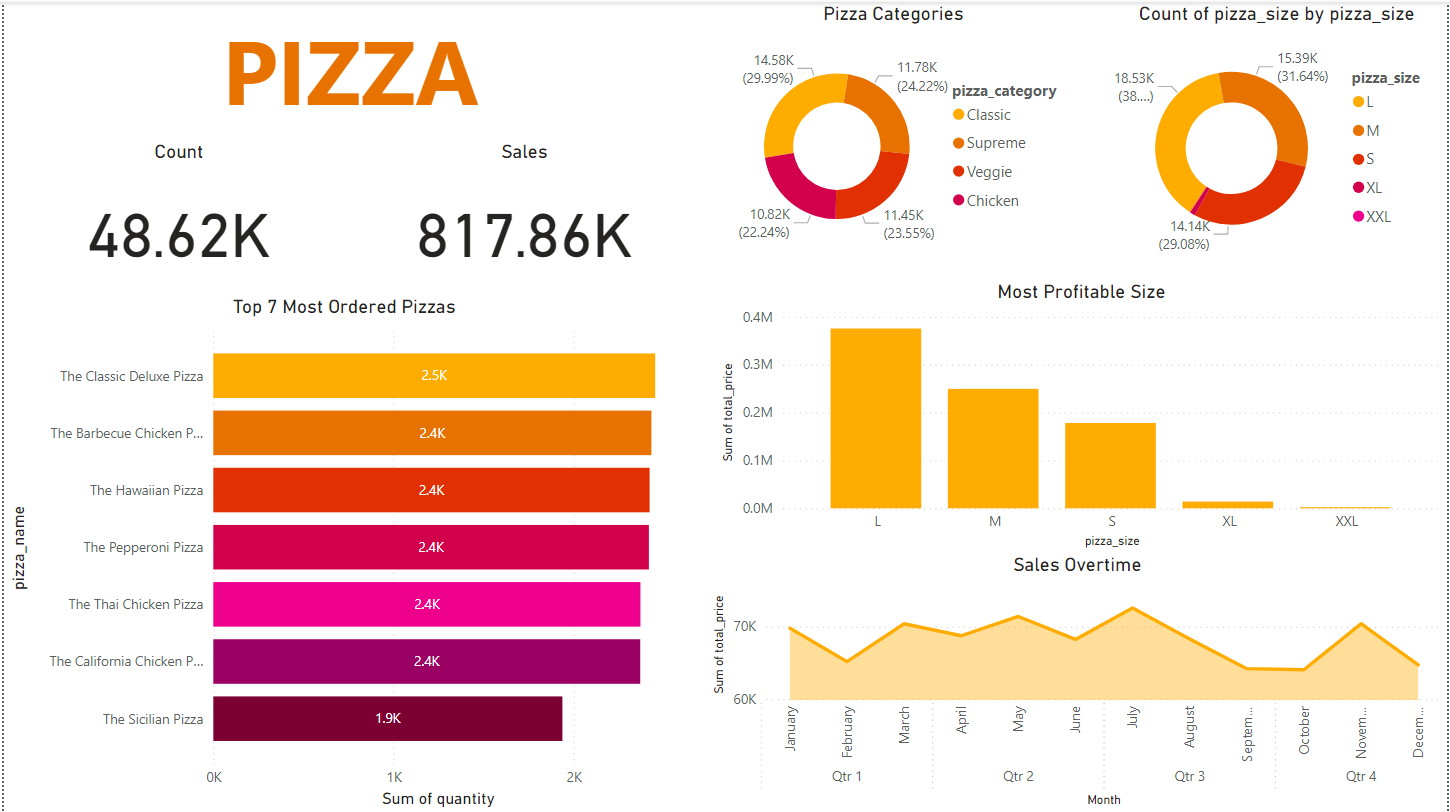 PIZZA
Count
48.62K
Sales
817.86K
Pizza Categories
14.58K
(29.99%)
11.78K
(24.22%)
10.82K
(22.24%)
11.45K
(23.55%)
pizza_category
Classic
Supreme
Veggie
Chicken
Count of pizza_size by pizza_size
18.53K
(38....)
15.39K
(31.64%)
14.14K
(29.08%)
pizza_size
L
M
S
XL
XXL
Top 7 Most Ordered Pizzas
pizza_name
The Classic Deluxe Pizza
2.5K
The Barbecue Chicken P...
2.4K
The Hawaiian Pizza
2.4K
The Pepperoni Pizza
2.4K
The Thai Chicken Pizza
2.4K
The California Chicken P...
2.4K
The Sicilian Pizza
1.9K
0K
1K
2K
Sum of quantity
Most Profitable Size
Sum of total_price
0.4M
0.3M
0.2M
0.1M
0.0M
L
M
S
XL
XXL
pizza_size
Sales Overtime
Sum of total_price
70K
60K
January
February
March
April
May
June
July
August
Septem...
October
Novem...
Decem...
Qtr 1
Qtr 2
Qtr 3
Qtr 4
Month